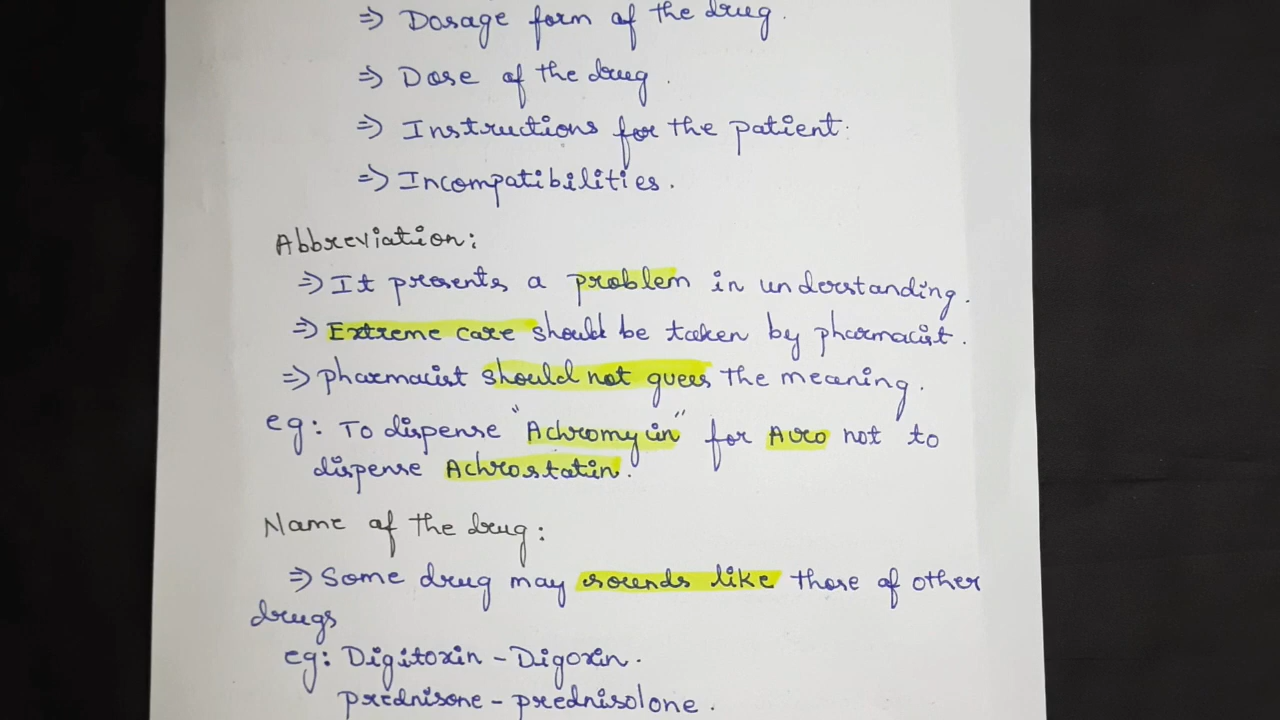 => Dosage form of the drug.
=> Dose of the drug.
=> Instructions for the patient.
=> Incompatibilities.
Abbreviation:
=> It presents a problem in understanding.
=> Extreme care should be taken by pharmacist.
=> pharmacist should not guess the meaning.
eg: To dispense "Achromycin" for Acro not to
dispense Achrostatin.
Name of the drug:
=> Some drug may sounds like those of other
drugs
eg: Digitoxin - Digoxin.
prednisone - prednisolone.